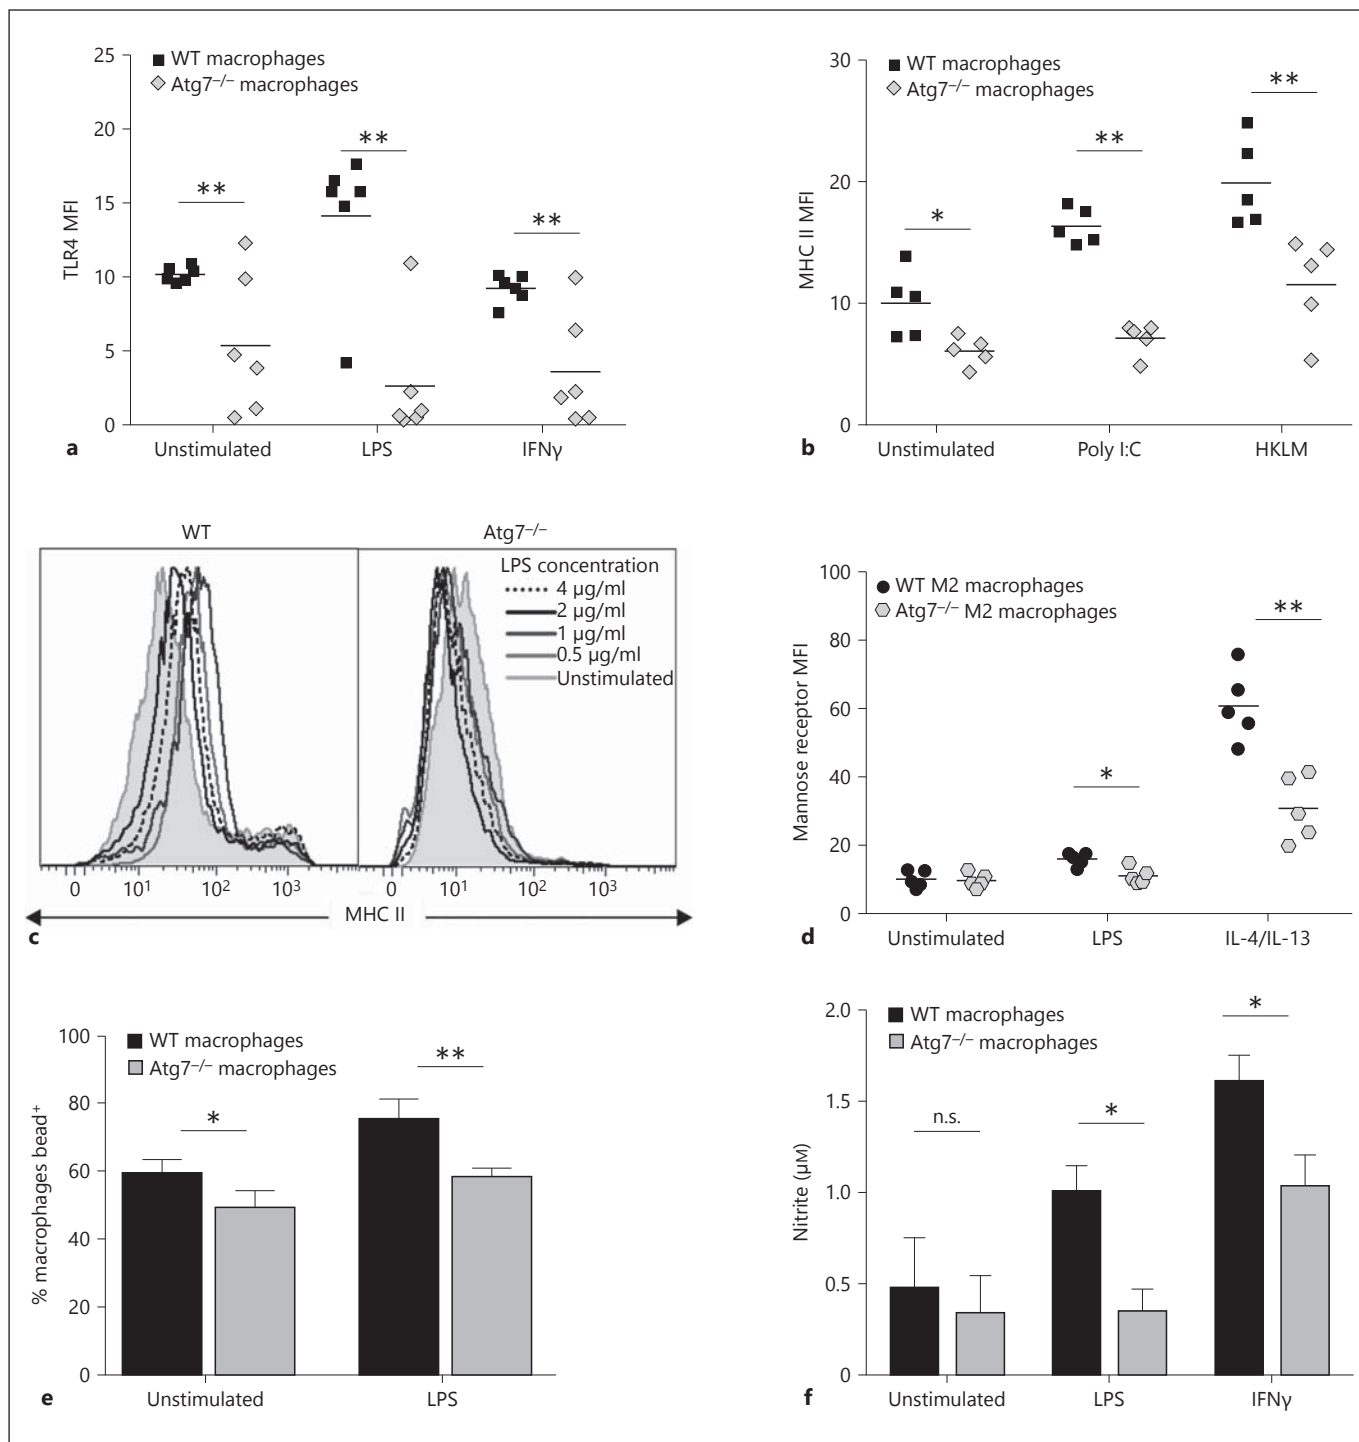 25
20
15
10
5
0
TLR4 MFI
WT macrophages
Atg7–/– macrophages
**
**
**
Unstimulated
LPS
IFNγ
a
30
20
10
0
MHC II MFI
WT macrophages
Atg7–/– macrophages
*
**
**
Unstimulated
Poly I:C
HKLM
b
WT
Atg7–/–
LPS concentration
4 μg/ml
2 μg/ml
1 μg/ml
0.5 μg/ml
Unstimulated
0 10¹ 10² 10³
0 10¹ 10² 10³
MHC II
c
100
80
60
40
20
0
Mannose receptor MFI
WT M2 macrophages
Atg7–/– M2 macrophages
*
**
Unstimulated
LPS
IL-4/IL-13
d
100
80
60
40
20
0
% macrophages bead+
WT macrophages
Atg7–/– macrophages
*
**
Unstimulated
LPS
e
2.0
1.5
1.0
0.5
0
Nitrite (μM)
WT macrophages
Atg7–/– macrophages
n.s.
*
*
Unstimulated
LPS
IFNγ
f